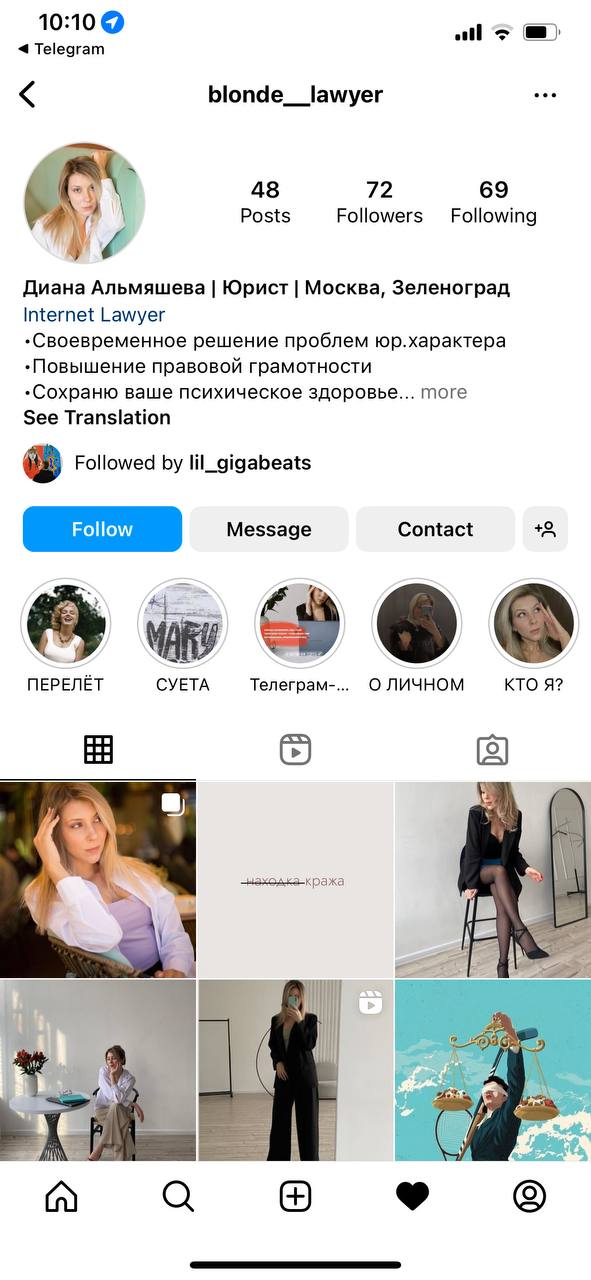 10:10
◀ Telegram
blonde__lawyer
48 72 69
Posts Followers Following
Диана Альмяшева | Юрист | Москва, Зеленоград
Internet Lawyer
•Своевременное решение проблем юр.характера
•Повышение правовой грамотности
•Сохраню ваше психическое здоровье... more
See Translation
Followed by lil_gigabeats
Follow Message Contact
MARY
ПЕРЕЛЁТ СУЕТА Телеграм-... О ЛИЧНОМ КТО Я?
находка кража